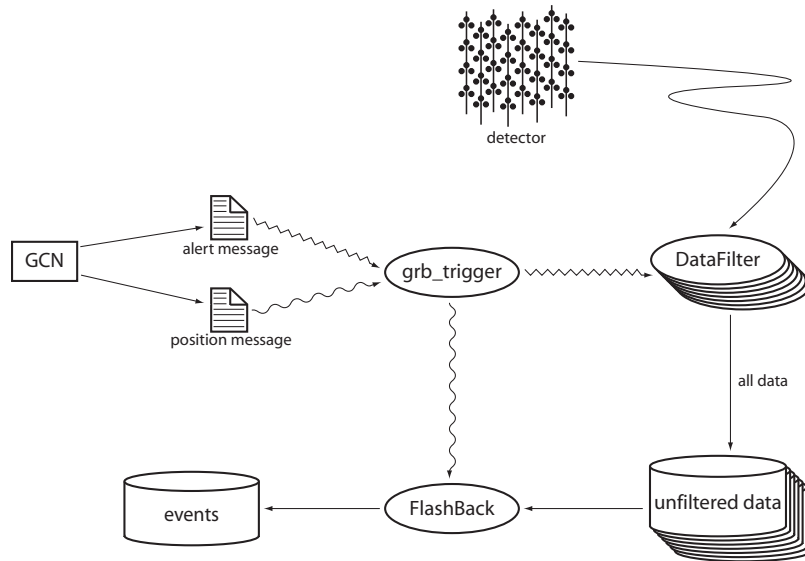 detector
GCN
alert message
position message
grb_trigger
DataFilter
all data
unfiltered data
FlashBack
events